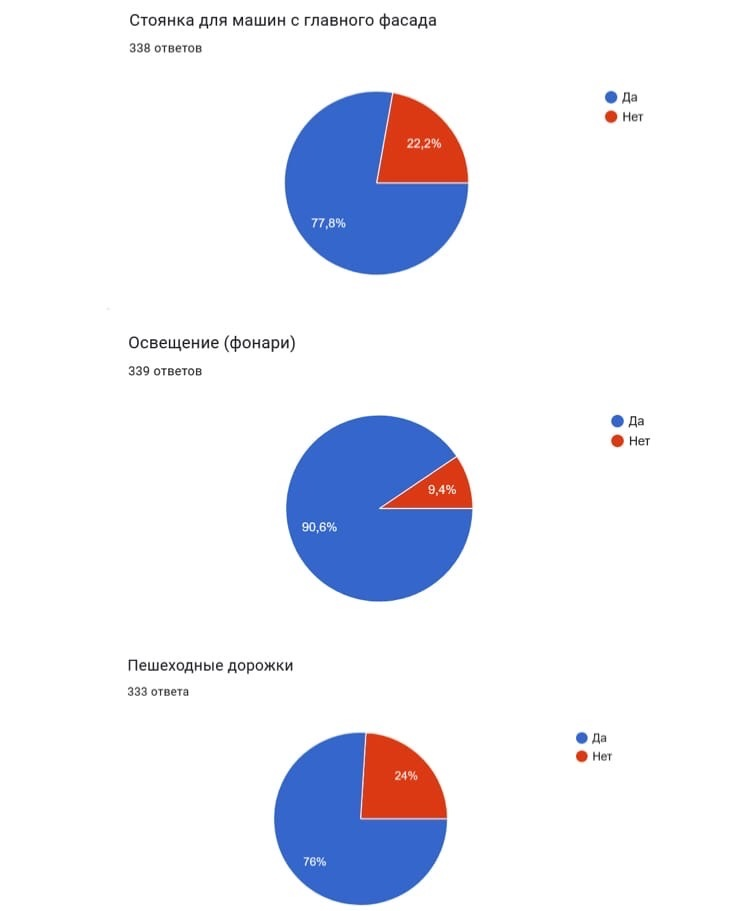 Стоянка для машин с главного фасада
338 ответов
Да
Нет
22,2%
77,8%
Освещение (фонари)
339 ответов
Да
Нет
9,4%
90,6%
Пешеходные дорожки
333 ответа
Да
Нет
24%
76%